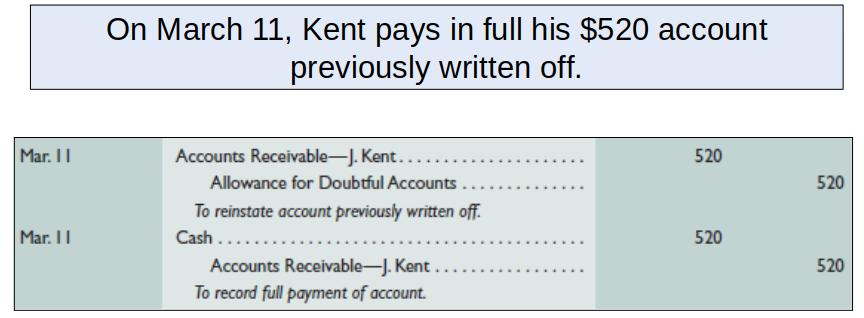 On March 11, Kent pays in full his $520 account
previously written off.
Mar. 11 Accounts Receivable—J. Kent . . . . . . . . . . . . . . . . . . . . . 520
Allowance for Doubtful Accounts . . . . . . . . . . . . . . 520
To reinstate account previously written off.
Mar. 11 Cash . . . . . . . . . . . . . . . . . . . . . . . . . . . . . . . . . . . . . . . . . 520
Accounts Receivable—J. Kent . . . . . . . . . . . . . . . . . 520
To record full payment of account.